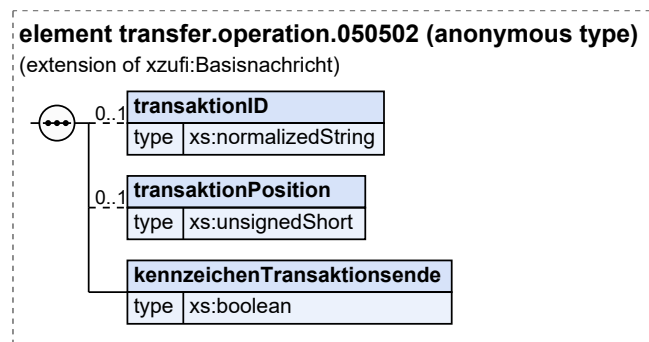 element transfer.operation.050502 (anonymous type)
(extension of xzufi:Basisnachricht)
0..1 transaktionID
type xs:normalizedString
0..1 transaktionPosition
type xs:unsignedShort
kennzeichenTransaktionsende
type xs:boolean